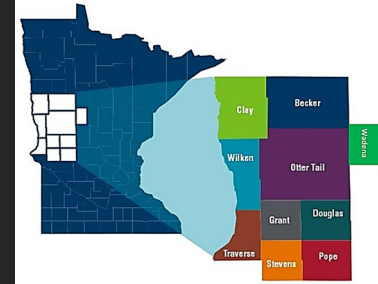 Clay
Becker
Wadena
Wilken
Otter Tail
Grant
Douglas
Traverse
Stevens
Pope